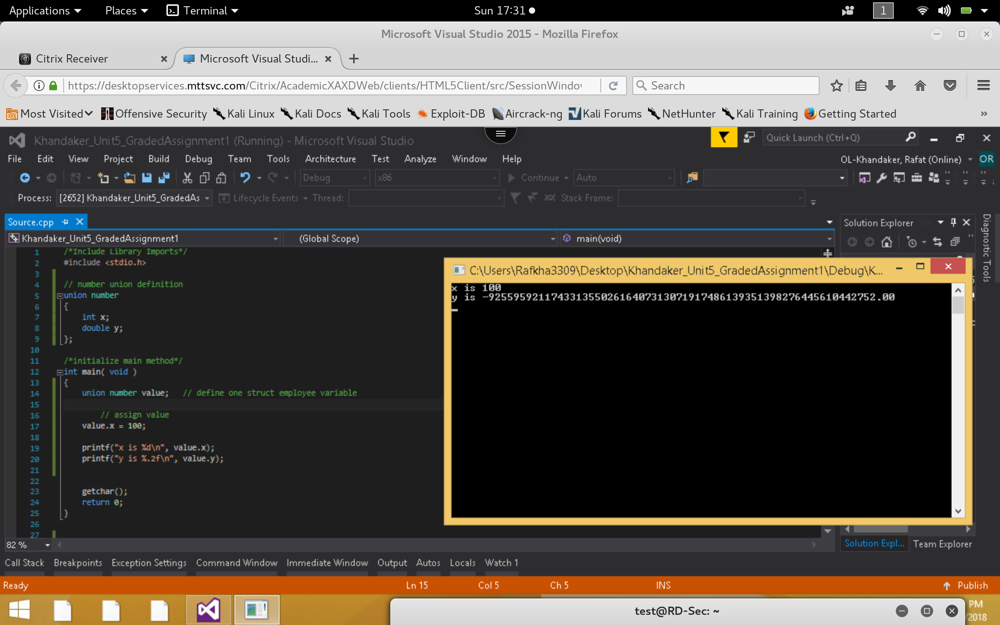 Applications Places Terminal Sun 17:31 1
Microsoft Visual Studio 2015 - Mozilla Firefox
Citrix Receiver Microsoft Visual Studi...
https://desktopservices.mttsvc.com/Citrix/AcademicXAXDWeb/clients/HTML5Client/src/SessionWindow Search
Most Visited Offensive Security Kali Linux Kali Docs Kali Tools Exploit-DB Aircrack-ng Kali Forums NetHunter Kali Training Getting Started »
Khandaker_Unit5_GradedAssignment1 (Running) - Microsoft Visual Studio Quick Launch (Ctrl+Q)
File Edit View Project Build Debug Team Tools Architecture Test Analyze Window Help OL-Khandaker, Rafat (Online) OR
Debug x86 Continue Auto
Process: [2652] Khandaker_Unit5_GradedAs Lifecycle Events Thread: Stack Frame:
Source.cpp Solution Explorer Diagnostic Tools
Khandaker_Unit5_GradedAssignment1 (Global Scope) main(void)
1 /*Include Library Imports*/
2 #include <stdio.h>
3
4 // number union definition
5 union number
6 {
7 int x;
8 double y;
9 };
10
11 /*initialize main method*/
12 int main( void )
13 {
14 union number value; // define one struct employee variable
15
16 // assign value
17 value.x = 100;
18
19 printf("x is %d\n", value.x);
20 printf("y is %.2f\n", value.y);
21
22
23 getchar();
24 return 0;
25 }
26
27
C:\Users\Rafkha3309\Desktop\Khandaker_Unit5_GradedAssignment1\Debug\K...
x is 100
y is -92559592117433135502616407313071917486139351398276445610442752.00
82 %
Solution Expl... Team Explorer
Call Stack Breakpoints Exception Settings Command Window Immediate Window Output Autos Locals Watch 1
Ready Ln 15 Col 5 Ch 5 INS Publish
test@RD-Sec: ~
PM
/2018